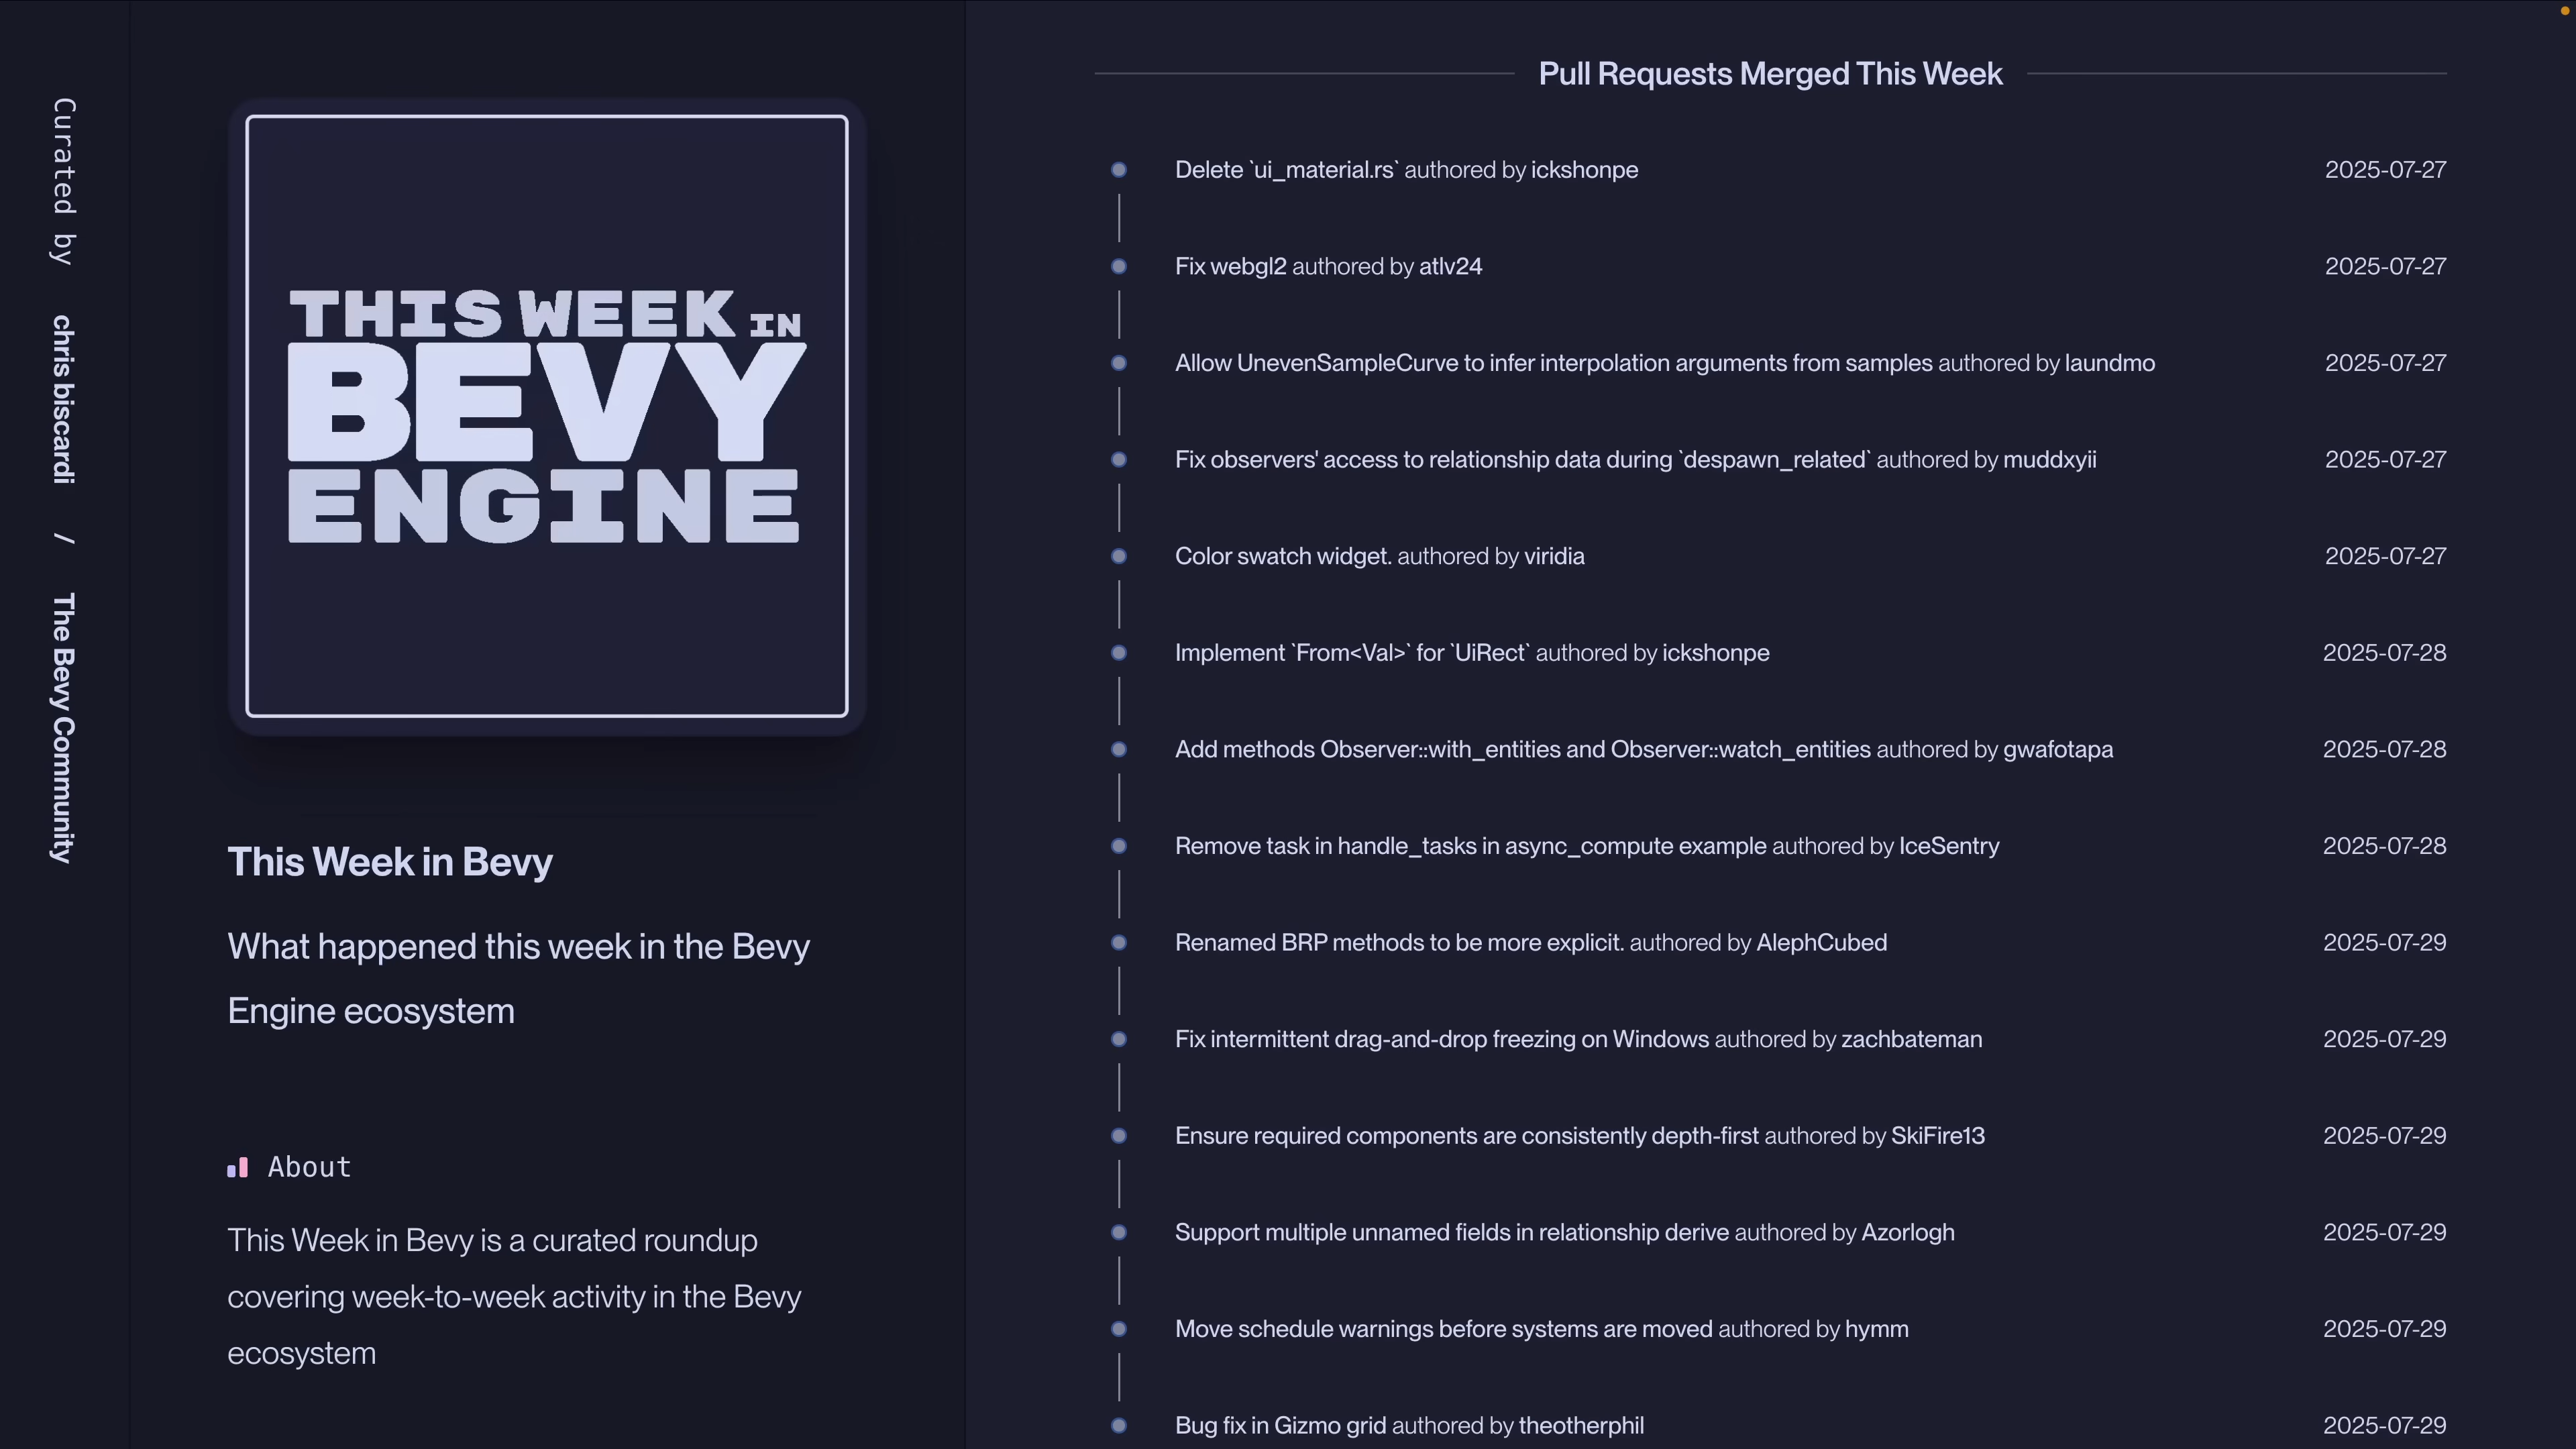 Curated by chris biscardi / The Bevy Community
THIS WEEK IN
BEVY
ENGINE
This Week in Bevy
What happened this week in the Bevy
Engine ecosystem
About
This Week in Bevy is a curated roundup
covering week-to-week activity in the Bevy
ecosystem
Pull Requests Merged This Week
Delete `ui_material.rs` authored by ickshonpe 2025-07-27
Fix webgl2 authored by atlv24 2025-07-27
Allow UnevenSampleCurve to infer interpolation arguments from samples authored by laundmo 2025-07-27
Fix observers' access to relationship data during `despawn_related` authored by muddxyii 2025-07-27
Color swatch widget. authored by viridia 2025-07-27
Implement `From<Val>` for `UiRect` authored by ickshonpe 2025-07-28
Add methods Observer::with_entities and Observer::watch_entities authored by gwafotapa 2025-07-28
Remove task in handle_tasks in async_compute example authored by IceSentry 2025-07-28
Renamed BRP methods to be more explicit. authored by AlephCubed 2025-07-29
Fix intermittent drag-and-drop freezing on Windows authored by zachbateman 2025-07-29
Ensure required components are consistently depth-first authored by SkiFire13 2025-07-29
Support multiple unnamed fields in relationship derive authored by Azorlogh 2025-07-29
Move schedule warnings before systems are moved authored by hymm 2025-07-29
Bug fix in Gizmo grid authored by theotherphil 2025-07-29